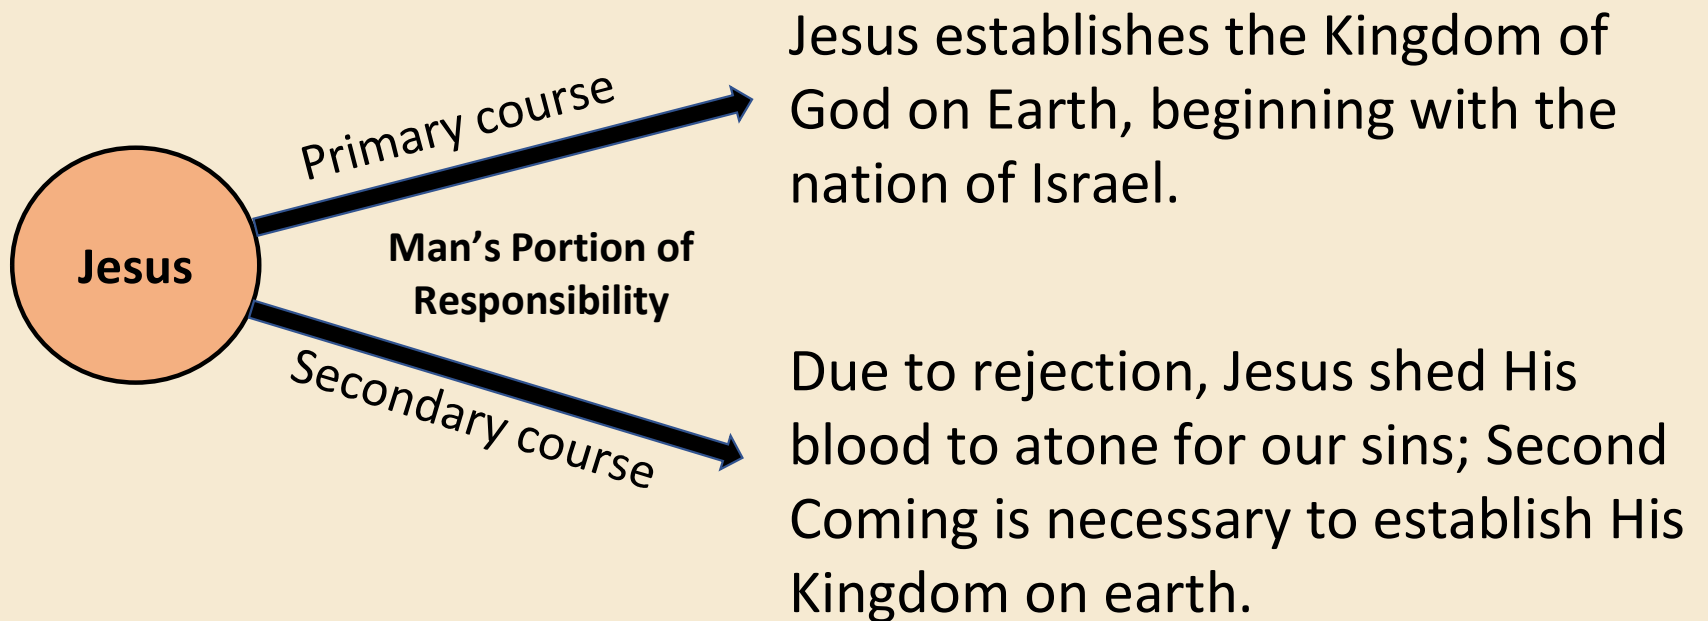 Jesus
Primary course
Man’s Portion of
Responsibility
Secondary course
Jesus establishes the Kingdom of
God on Earth, beginning with the
nation of Israel.
Due to rejection, Jesus shed His
blood to atone for our sins; Second
Coming is necessary to establish His
Kingdom on earth.